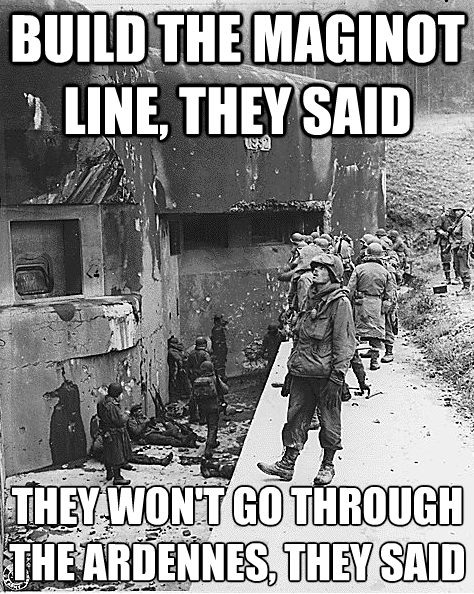 BUILD THE MAGINOT
LINE, THEY SAID
THEY WON'T GO THROUGH
THE ARDENNES, THEY SAID